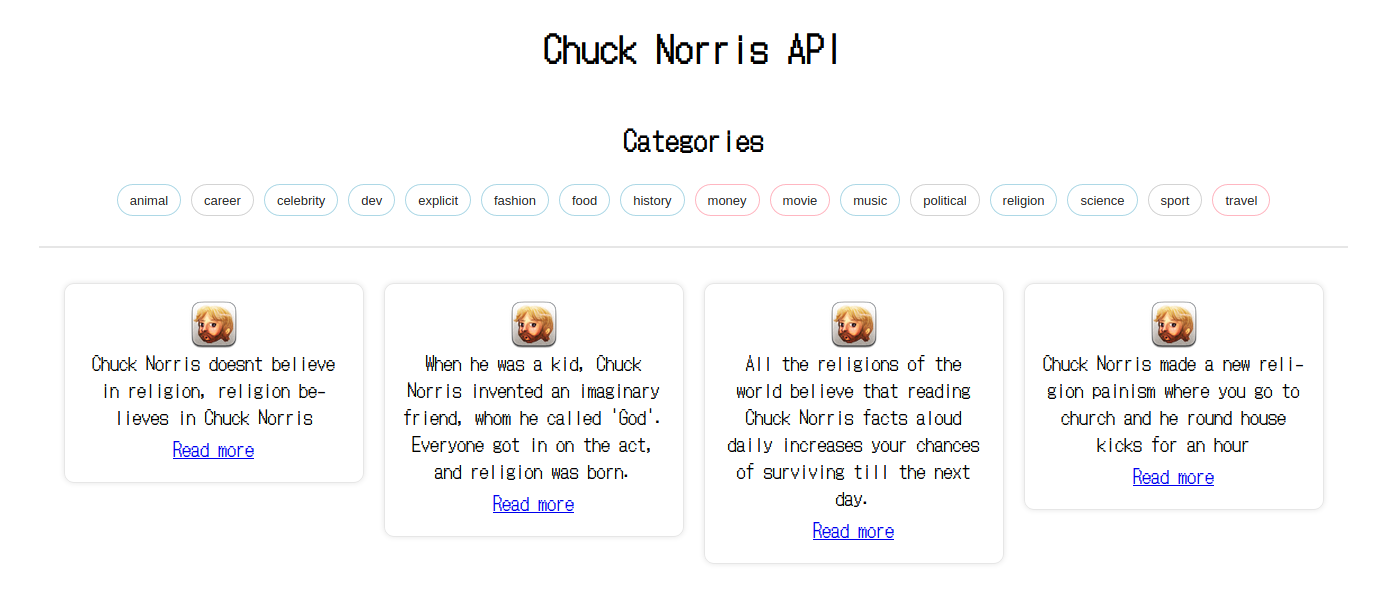 Chuck Norris API
Categories
animal career celebrity dev explicit fashion food history money movie music political religion science sport travel
Chuck Norris doesnt believe
in religion, religion be-
lieves in Chuck Norris
Read more
When he was a kid, Chuck
Norris invented an imaginary
friend, whom he called 'God'.
Everyone got in on the act,
and religion was born.
Read more
All the religions of the
world believe that reading
Chuck Norris facts aloud
daily increases your chances
of surviving till the next
day.
Read more
Chuck Norris made a new reli-
gion painism where you go to
church and he round house
kicks for an hour
Read more